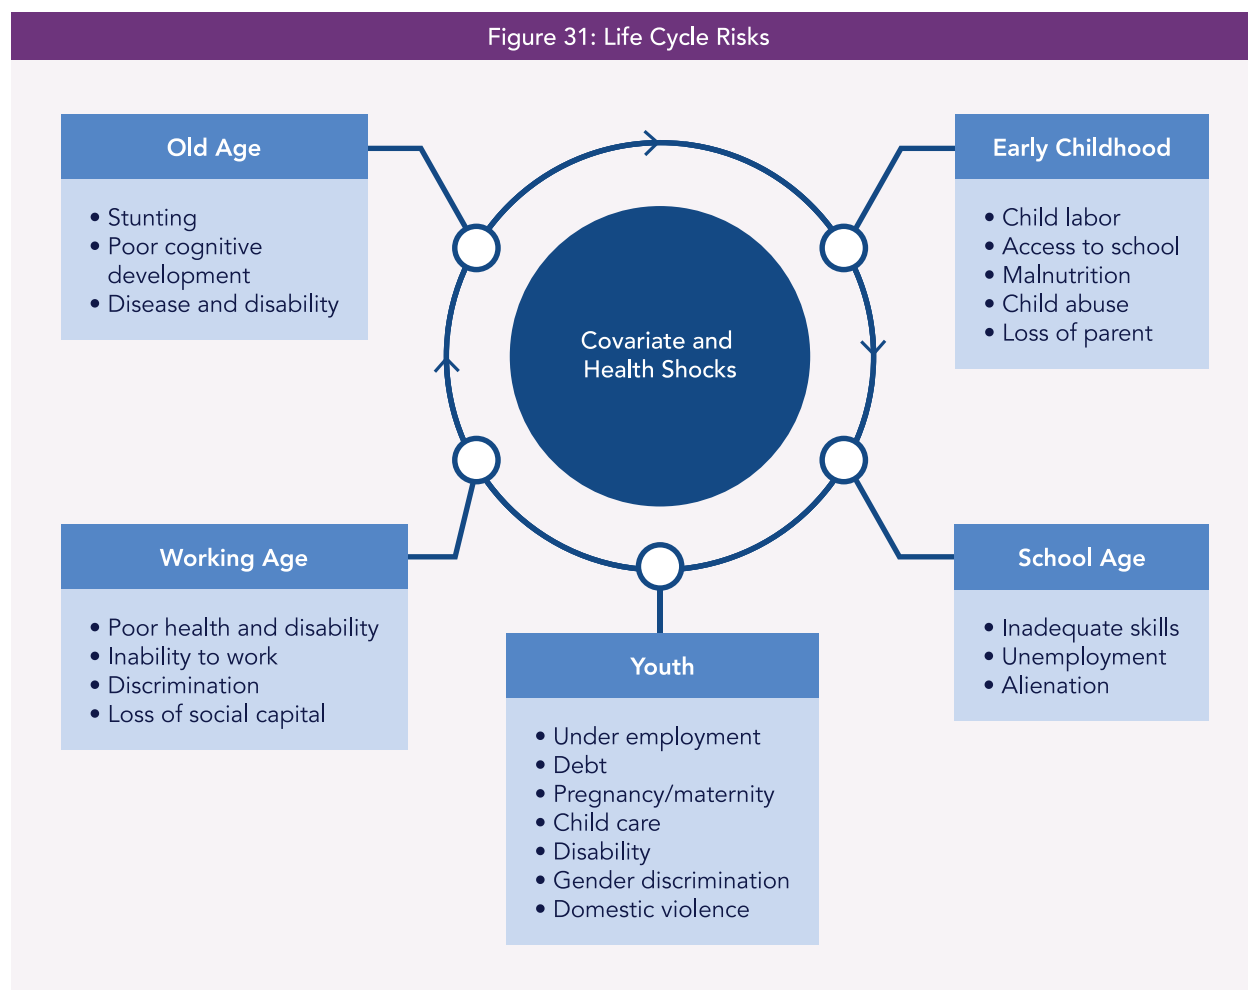 Figure 31: Life Cycle Risks
Old Age
• Stunting
• Poor cognitive
development
• Disease and disability
Early Childhood
• Child labor
• Access to school
• Malnutrition
• Child abuse
• Loss of parent
Covariate and
Health Shocks
Working Age
• Poor health and disability
• Inability to work
• Discrimination
• Loss of social capital
School Age
• Inadequate skills
• Unemployment
• Alienation
Youth
• Under employment
• Debt
• Pregnancy/maternity
• Child care
• Disability
• Gender discrimination
• Domestic violence